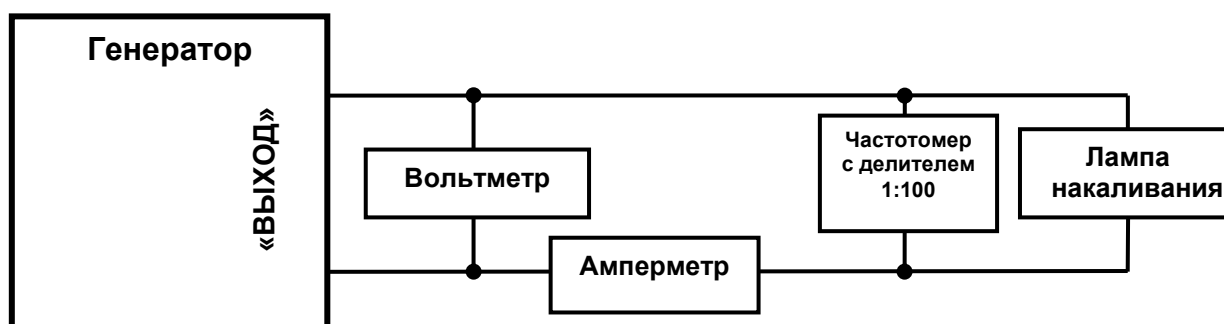 Генератор
«ВЫХОД»
Вольтметр
Амперметр
Частотомер
с делителем
1:100
Лампа
накаливания